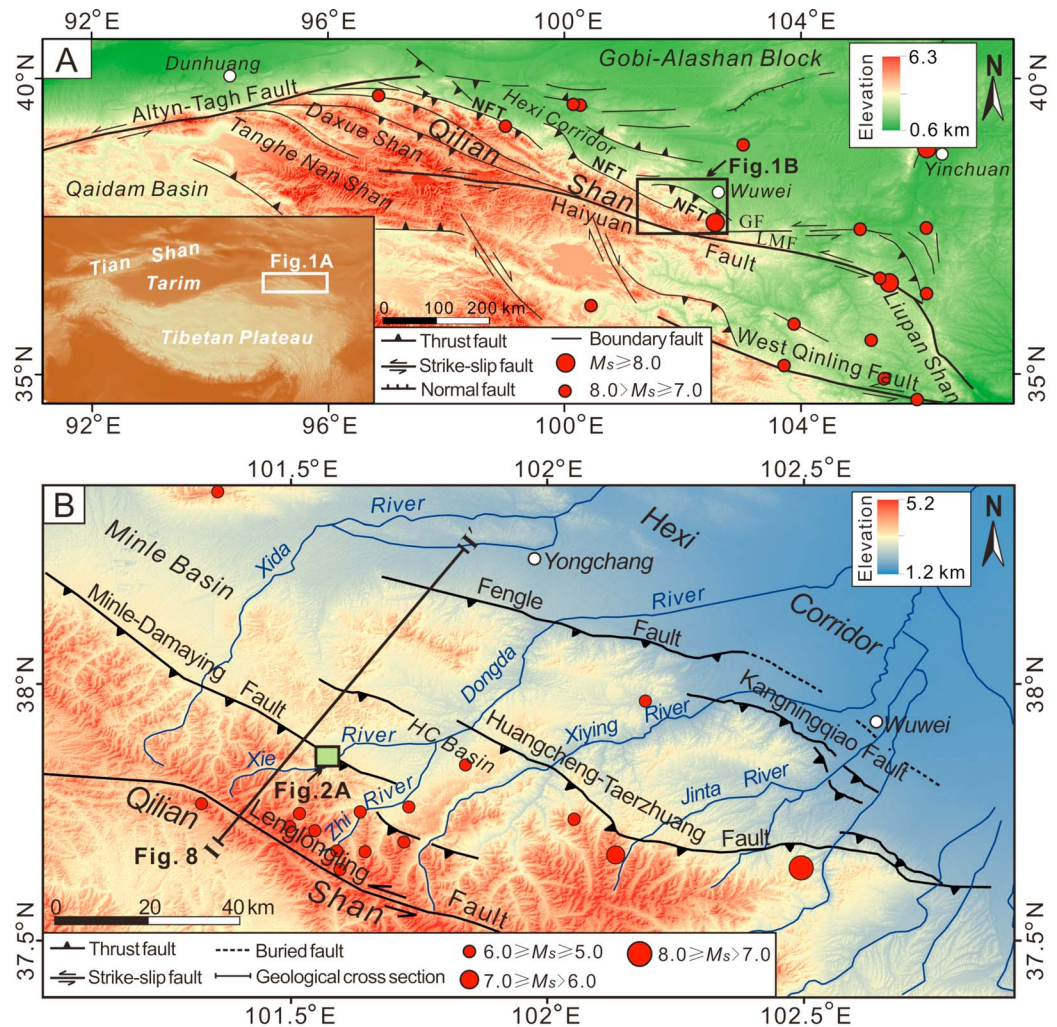 92°E
96°E
100°E
104°E
A
40°N
40°N
Dunhuang
Gobi-Alashan Block
Elevation
6.3
0.6 km
N
Altyn-Tagh Fault
NFT
Hexi Corridor
Daxue Shan
Qilian
Shan
Tanghe Nan Shan
NFT
Fig.1B
Yinchuan
Qaidam Basin
Wuwei
NFT
GF
Haiyuan
Fault
LMF
Tian Shan
Tarim
Fig.1A
Tibetan Plateau
0 100 200 km
Liupan Shan
West Qinling Fault
Thrust fault
Boundary fault
Strike-slip fault
Ms≥8.0
Normal fault
8.0>Ms≥7.0
35°N
35°N
92°E
96°E
100°E
104°E
101.5°E
102°E
102.5°E
B
River
Hexi
Elevation
5.2
1.2 km
N
Minle Basin
Xida
II′
Yongchang
Fengle
River
Corridor
Minle-Damaying
Fault
Fault
Dongda
38°N
38°N
Kangningqiao Fault
Wuwei
HC Basin
Huangcheng-Taerzhuang
Fault
Xiying
River
Xie
River
Fig.2A
River
Zhi
Jinta
River
Qilian
Lenglongling
Fault
Fig. 8
I
Shan
0 20 40 km
37.5°N
37.5°N
Thrust fault
Buried fault
6.0≥Ms≥5.0
8.0≥Ms>7.0
Strike-slip fault
Geological cross section
7.0≥Ms>6.0
101.5°E
102°E
102.5°E